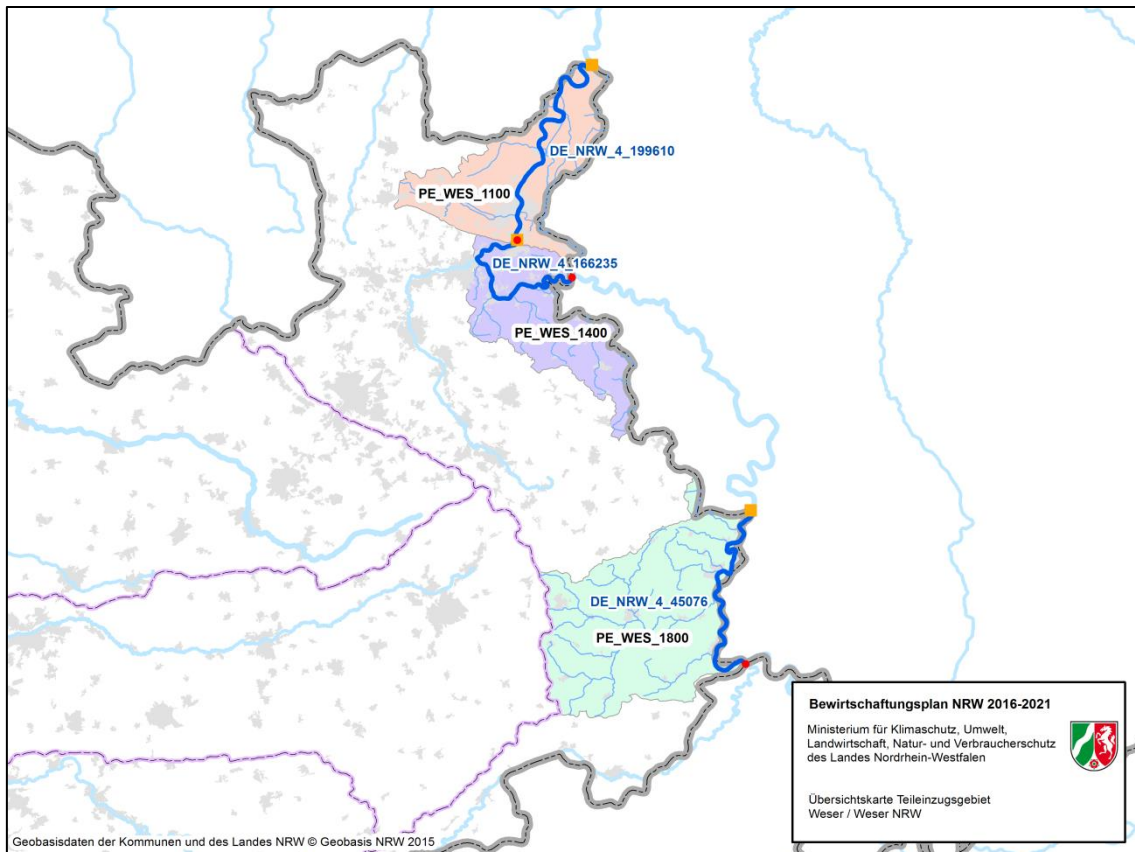 DE_NRW_4_199610
PE_WES_1100
DE_NRW_4_166235
PE_WES_1400
DE_NRW_4_45076
PE_WES_1800
Bewirtschaftungsplan NRW 2016-2021
Ministerium für Klimaschutz, Umwelt,
Landwirtschaft, Natur- und Verbraucherschutz
des Landes Nordrhein-Westfalen
Übersichtskarte Teileinzugsgebiet
Weser / Weser NRW
Geobasisdaten der Kommunen und des Landes NRW © Geobasis NRW 2015